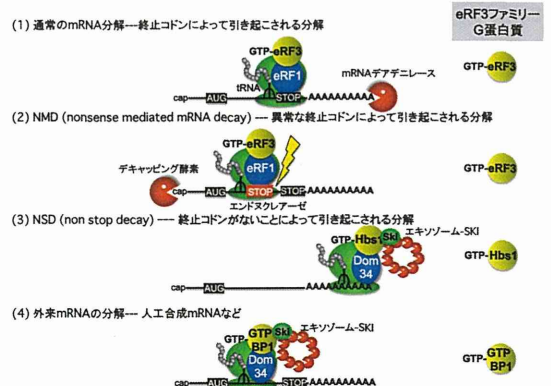 eRF3ファミリー
G蛋白質
(1) 通常のmRNA分解---終止コドンによって引き起こされる分解
GTP-eRF3
eRF1
tRNA
mRNAデアデニレース
cap
AUG
STOP
AAAAAAAAAA
GTP-eRF3
(2) NMD (nonsense mediated mRNA decay) --- 異常な終止コドンによって引き起こされる分解
GTP-eRF3
eRF1
デキャッピング酵素
cap
AUG
STOP
STOP
AAAAAAAAAA
エンドヌクレアーゼ
GTP-eRF3
(3) NSD (non stop decay) --- 終止コドンがないことによって引き起こされる分解
GTP-Hbs1
Ski
エキソゾーム-SKI
Dom
34
cap
AUG
AAAAAAAAAA
GTP-Hbs1
(4) 外来mRNAの分解--- 人工合成mRNAなど
GTP-
GTP
BP1
Ski
エキソゾーム-SKI
Dom
34
cap
AUG
STOP
AAAAAAAAAA
GTP-
GTP
BP1